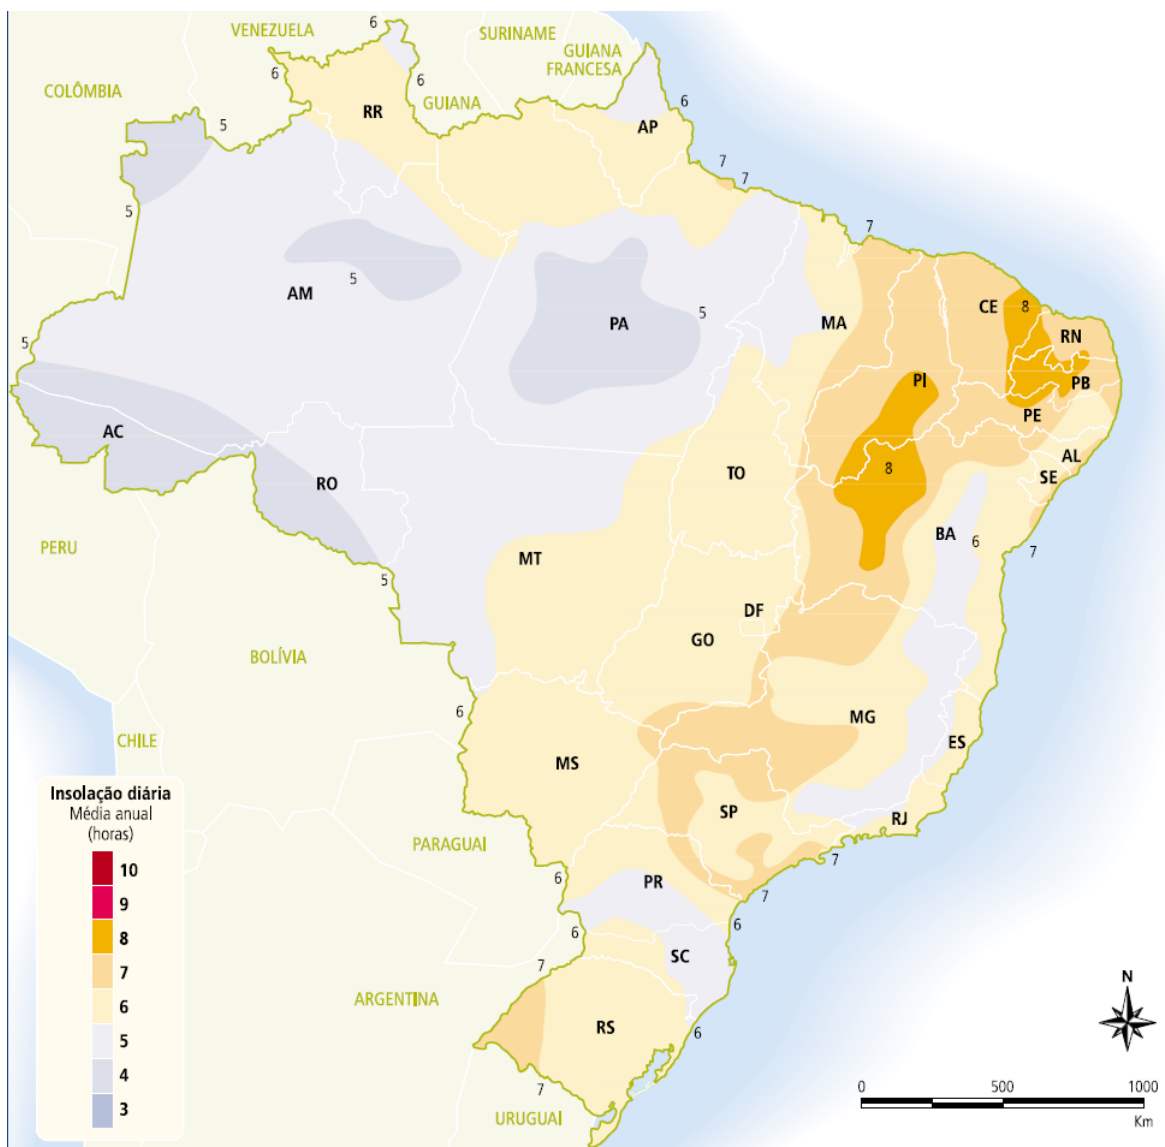 6
VENEZUELA
SURINAME
GUIANA
FRANCESA
6
6
COLÔMBIA
GUIANA
RR
6
AP
5
7
7
5
7
5
AM
PA
5
MA
CE
8
RN
5
PI
PB
PE
AC
AL
TO
8
SE
RO
BA
6
PERU
7
MT
5
DF
GO
BOLÍVIA
6
MG
CHILE
ES
MS
Insolação diária
Média anual
(horas)
10
9
8
7
6
5
4
3
SP
RJ
PARAGUAI
7
6
PR
7
6
6
SC
7
ARGENTINA
RS
6
7
URUGUAI
N
0
500
1000
Km